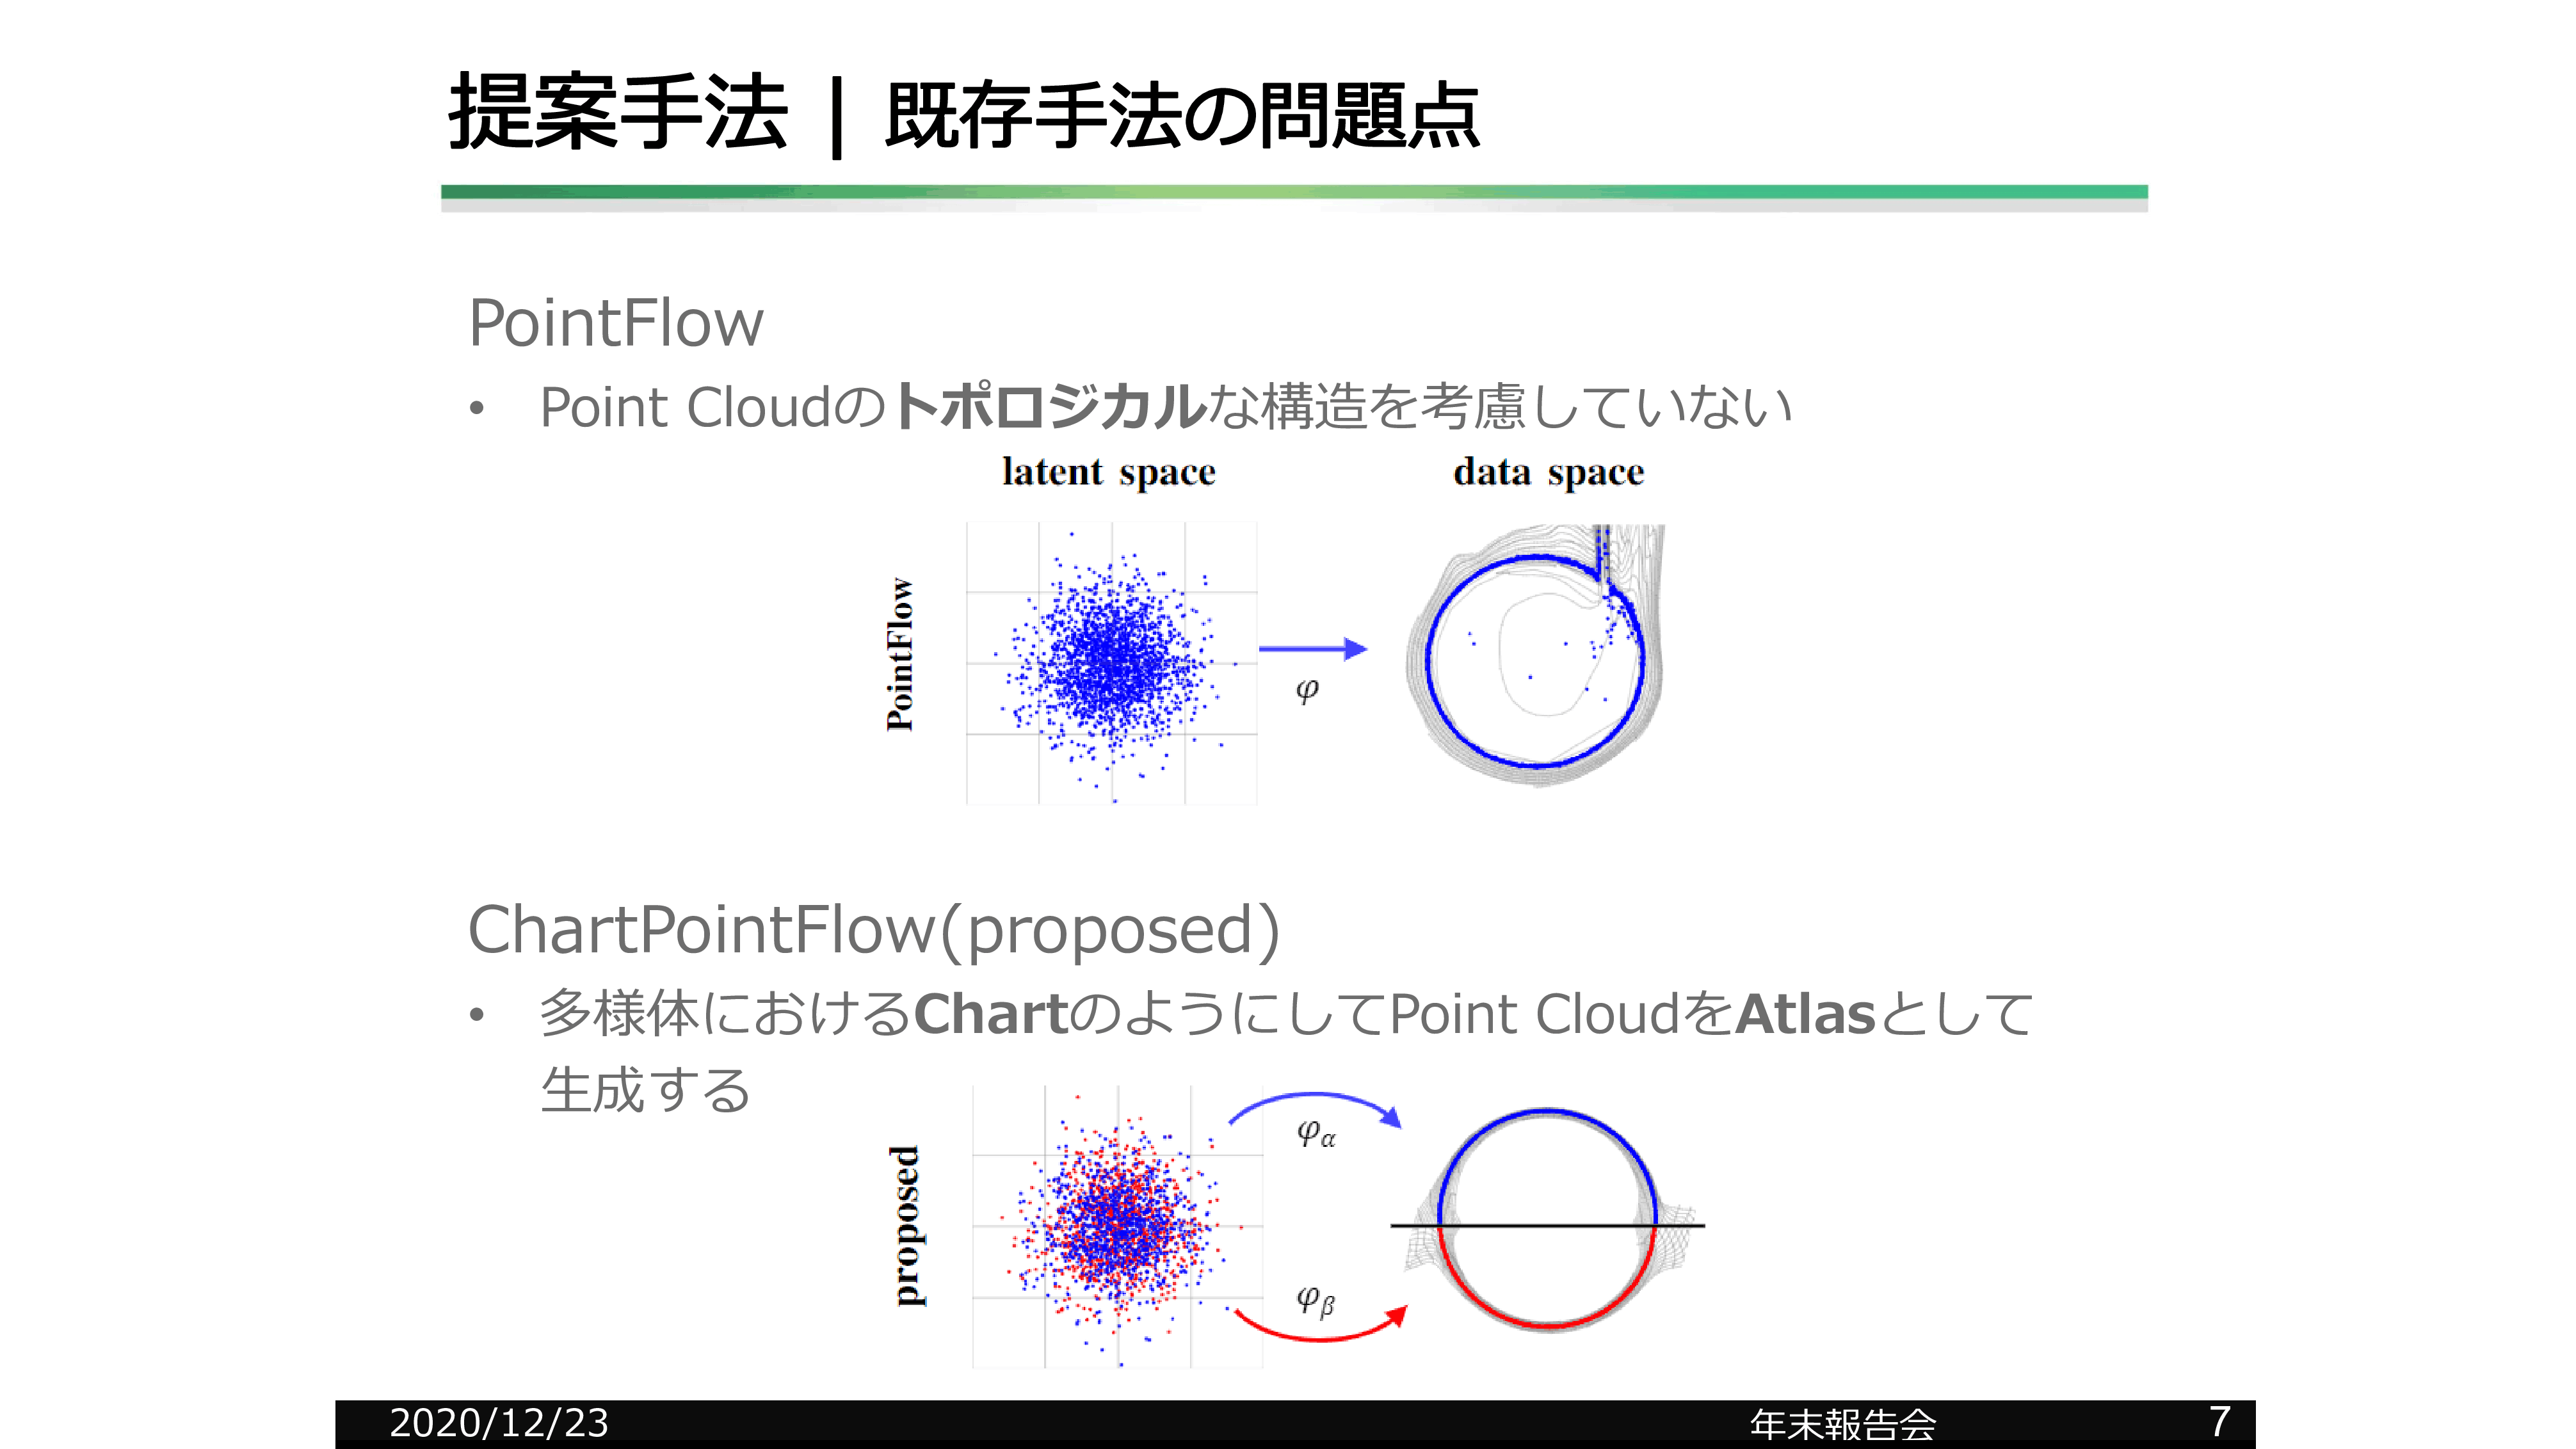 提案手法 | 既存手法の問題点
PointFlow
• Point Cloudのトポロジカルな構造を考慮していない
latent space
data space
PointFlow
φ
ChartPointFlow(proposed)
• 多様体におけるChartのようにしてPoint CloudをAtlasとして
生成する
proposed
φα
φβ
2020/12/23
年末報告会
7